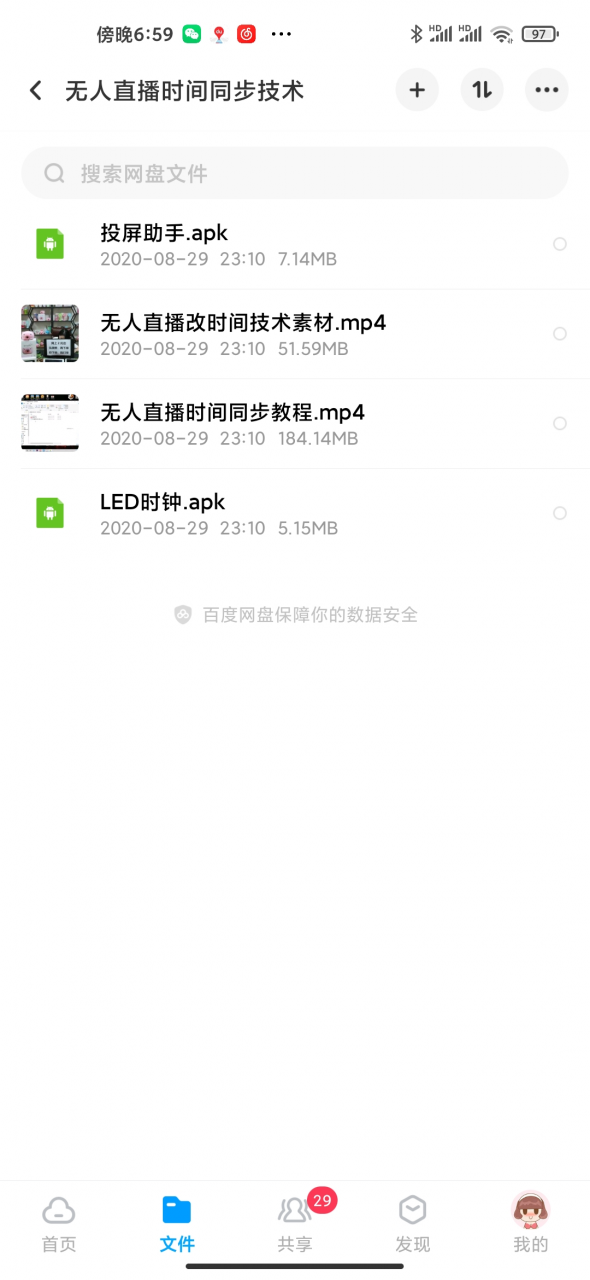 傍晚6:59
HD
HD
97
无人直播时间同步技术
搜索网盘文件
投屏助手.apk
2020-08-29 23:10 7.14MB
无人直播改时间技术素材.mp4
2020-08-29 23:10 51.59MB
无人直播时间同步教程.mp4
2020-08-29 23:10 184.14MB
LED时钟.apk
2020-08-29 23:10 5.15MB
百度网盘保障你的数据安全
29
首页
文件
共享
发现
我的